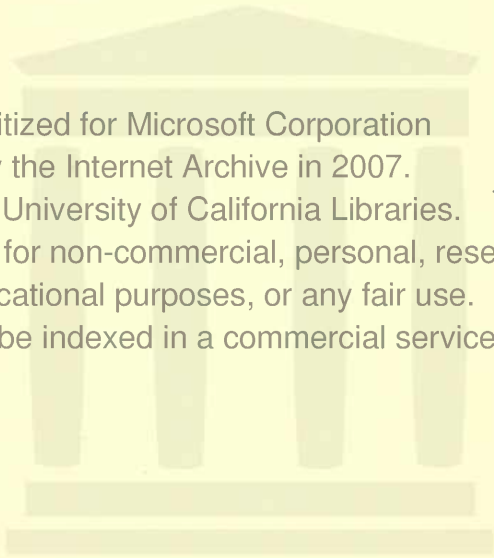 itized for Microsoft Corporation
the Internet Archive in 2007.
University of California Libraries.
for non-commercial, personal, rese
cational purposes, or any fair use.
be indexed in a commercial service